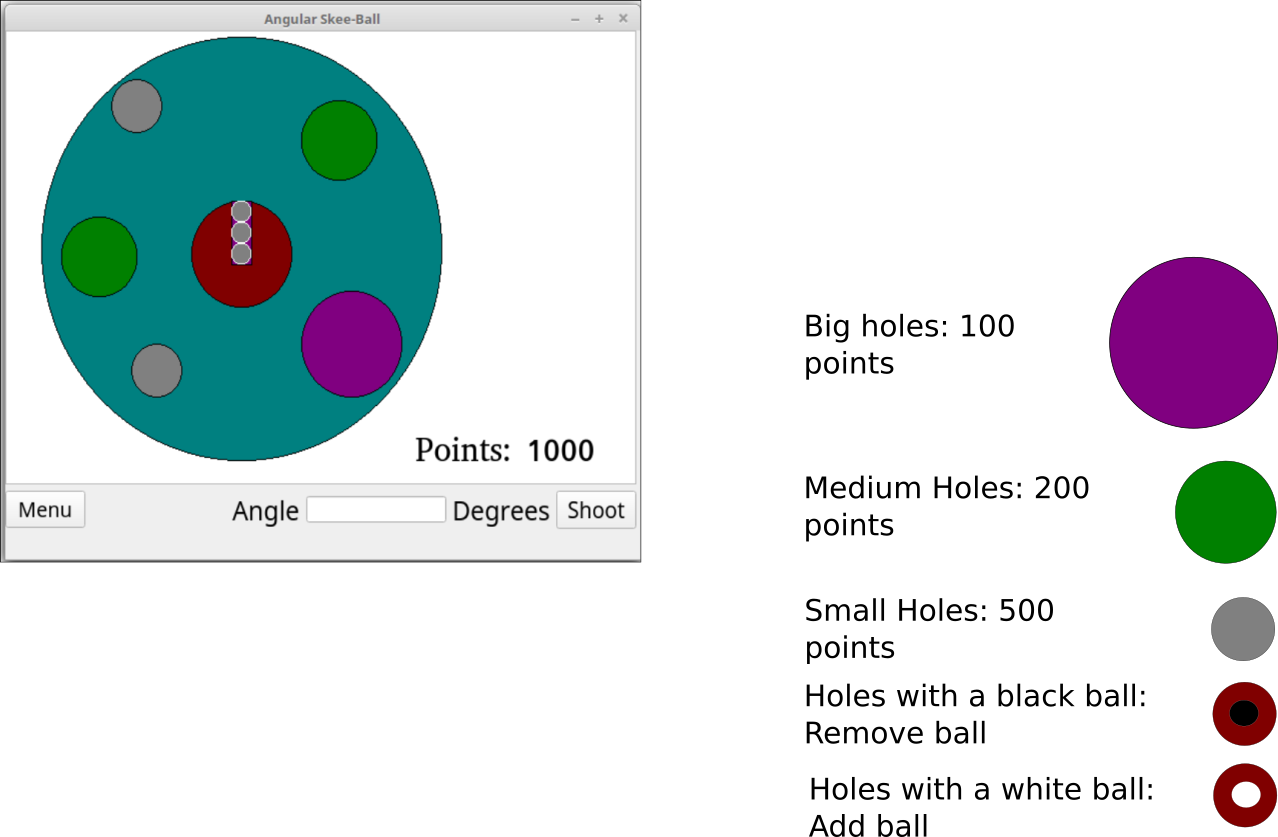 Angular Skee-Ball
Points: 1000
Menu
Angle
Degrees
Shoot
Big holes: 100
points
Medium Holes: 200
points
Small Holes: 500
points
Holes with a black ball:
Remove ball
Holes with a white ball:
Add ball